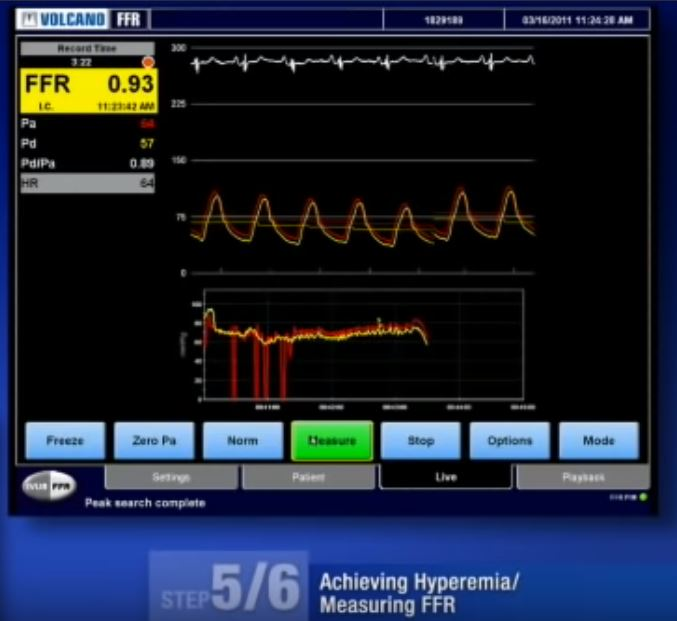 VOLCANO FFR 1829189 03/16/2011 11:24:28 AM
Record Time
3:22
FFR 0.93
I.C. 11:23:42 AM
Pa 64
Pd 57
Pd/Pa 0.89
HR 64
300
225
150
75
0
Freeze Zero Pa Norm Measure Stop Options Mode
Settings Patient Live Playback
IVUS FFR
Peak search complete
STEP 5/6 Achieving Hyperemia/
Measuring FFR